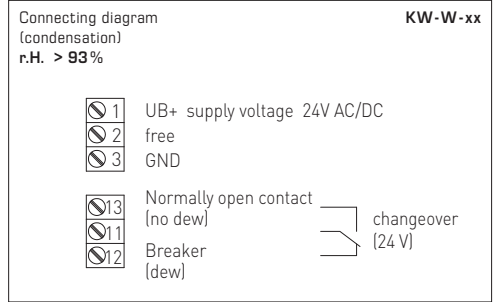 Connecting diagram KW-W-xx
(condensation)
r.H. > 93%
1 UB+ supply voltage 24V AC/DC
2 free
3 GND
13 Normally open contact
(no dew)
11
12 Breaker
(dew)
changeover
(24 V)